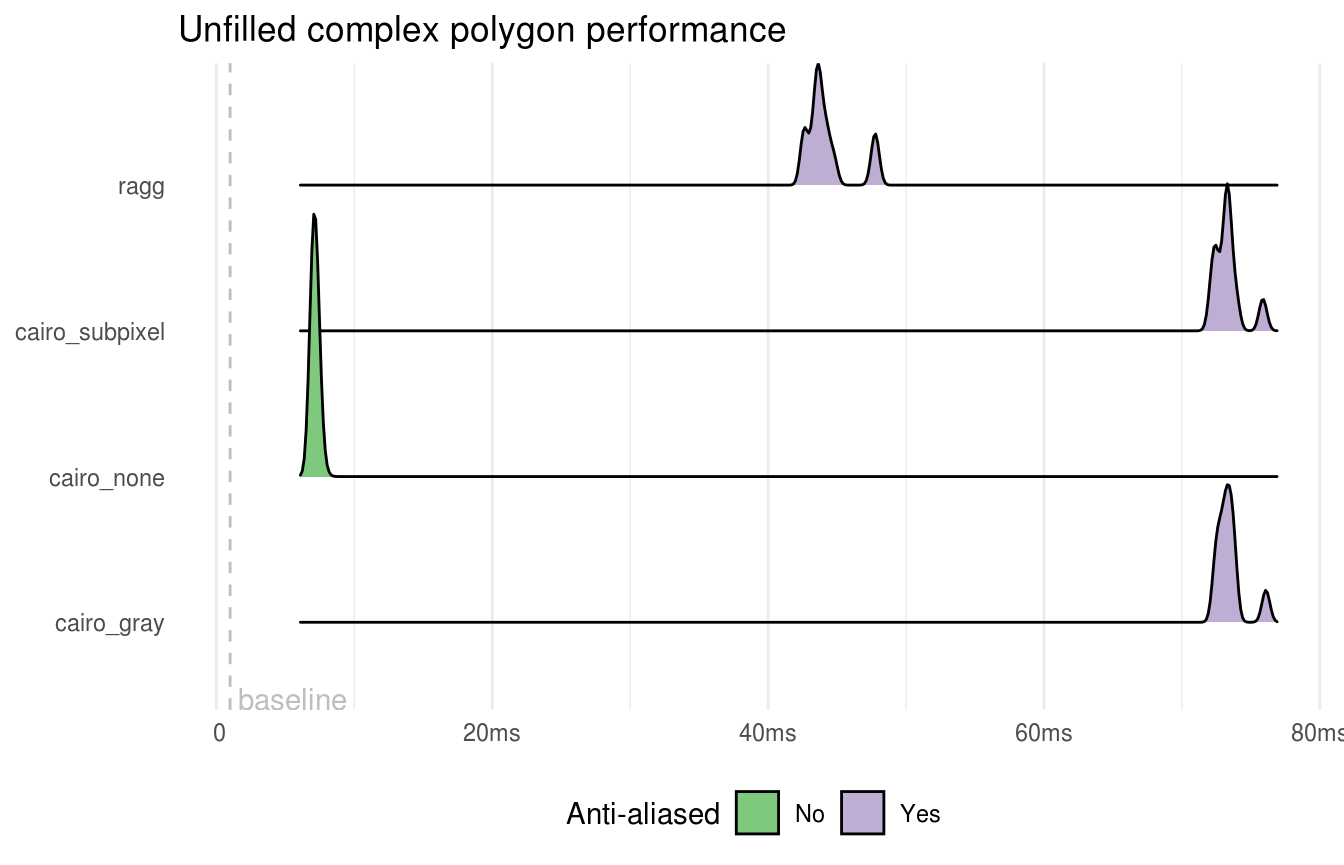 Unfilled complex polygon performance
ragg
cairo_subpixel
cairo_none
cairo_gray
baseline
0 20ms 40ms 60ms 80ms
Anti-aliased No Yes